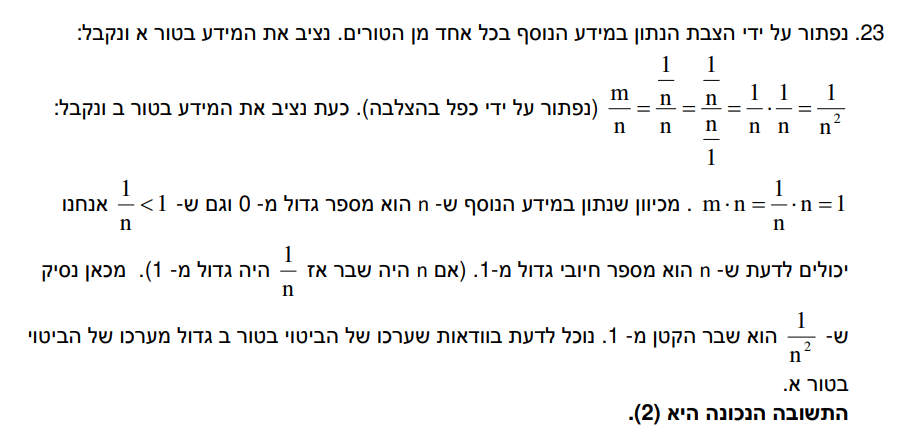 23. נפתור על ידי הצבת הנתון במידע הנוסף בכל אחד מן הטורים. נציב את המידע בטור א ונקבל:
$\frac{m}{n} = \frac{\frac{1}{n}}{n} = \frac{\frac{1}{n}}{\frac{n}{1}} = \frac{1}{n} \cdot \frac{1}{n} = \frac{1}{n^2}$ (נפתור על ידי כפל בהצלבה). כעת נציב את המידע בטור ב ונקבל:
$m \cdot n = \frac{1}{n} \cdot n = 1$ . מכיוון שנתון במידע הנוסף ש- n הוא מספר גדול מ- 0 וגם ש- $\frac{1}{n} < 1$ אנחנו
יכולים לדעת ש- n הוא מספר חיובי גדול מ-1. (אם n היה שבר אז $\frac{1}{n}$ היה גדול מ- 1). מכאן נסיק
ש- $\frac{1}{n^2}$ הוא שבר הקטן מ- 1. נוכל לדעת בוודאות שערכו של הביטוי בטור ב גדול מערכו של הביטוי
בטור א.
התשובה הנכונה היא (2).